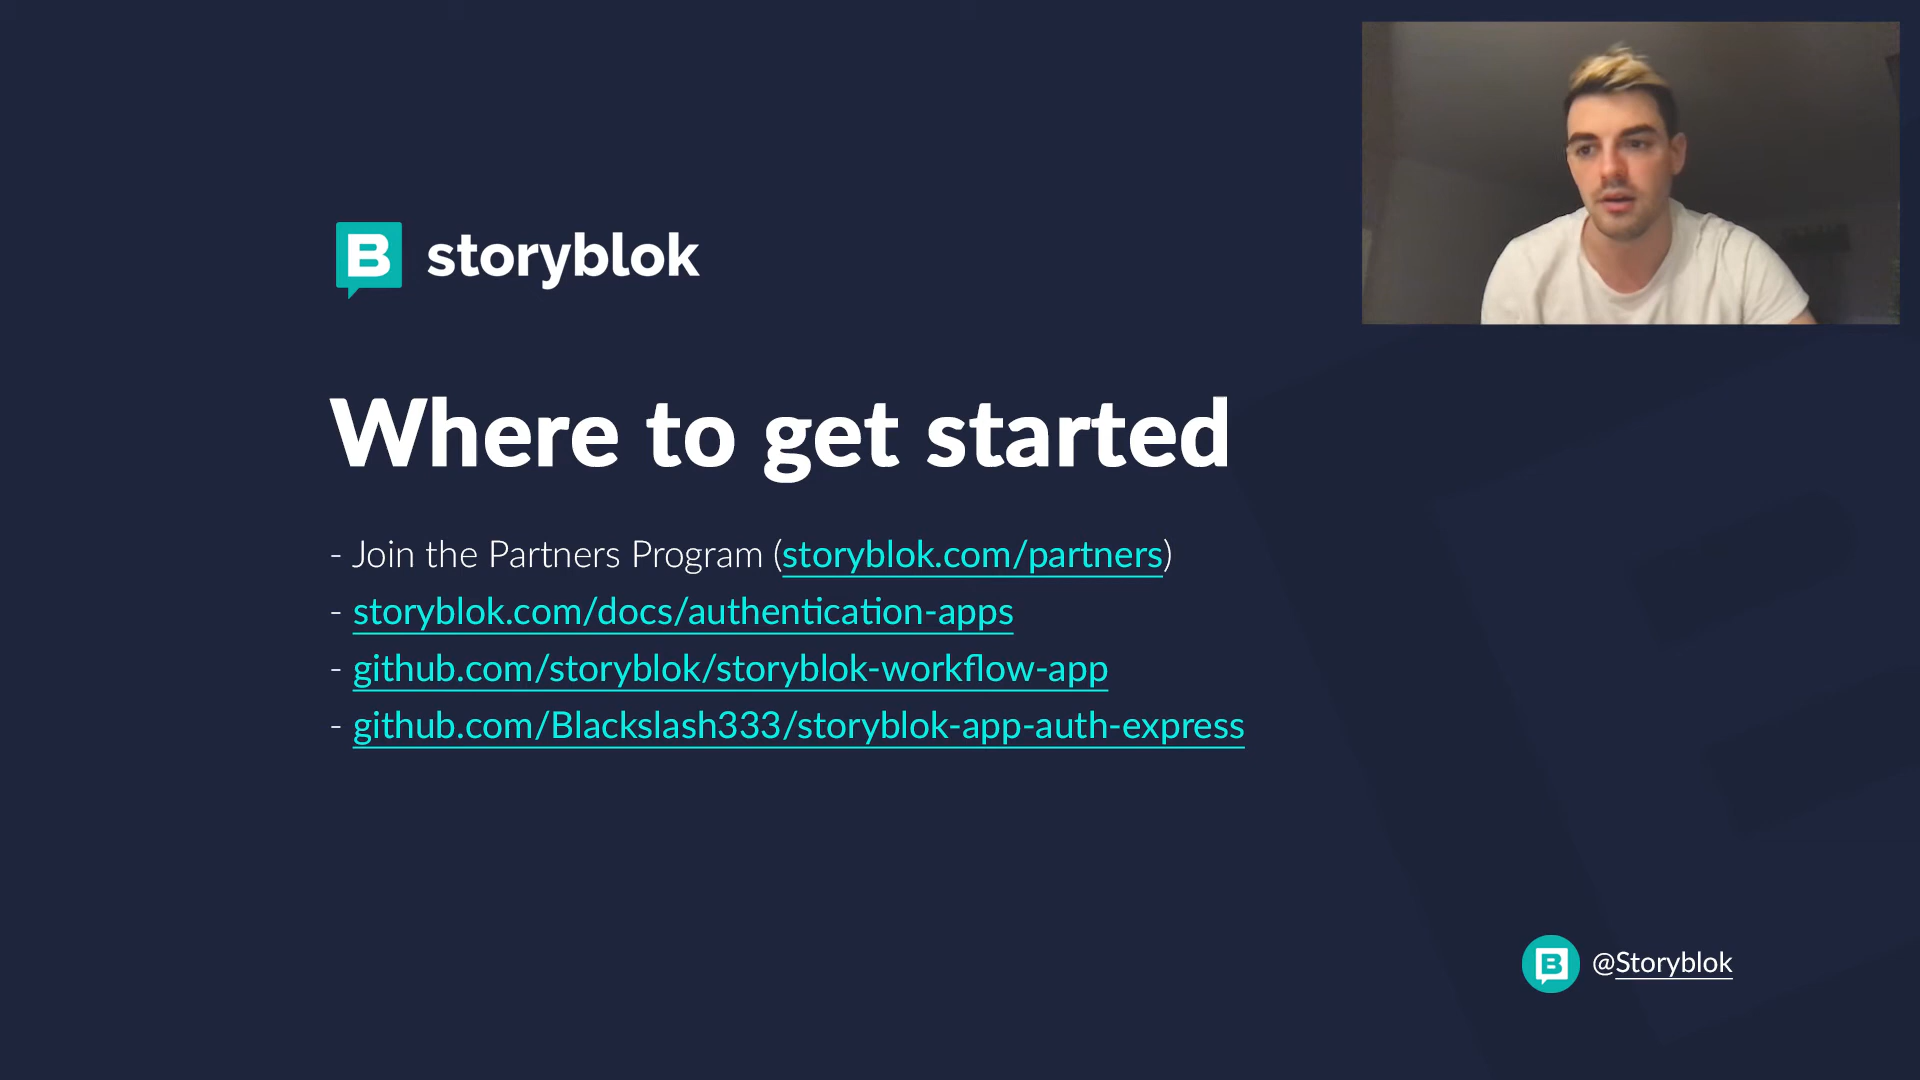 B storyblok
Where to get started
- Join the Partners Program (storyblok.com/partners)
- storyblok.com/docs/authentication-apps
- github.com/storyblok/storyblok-workflow-app
- github.com/Blackslash333/storyblok-app-auth-express
B @Storyblok